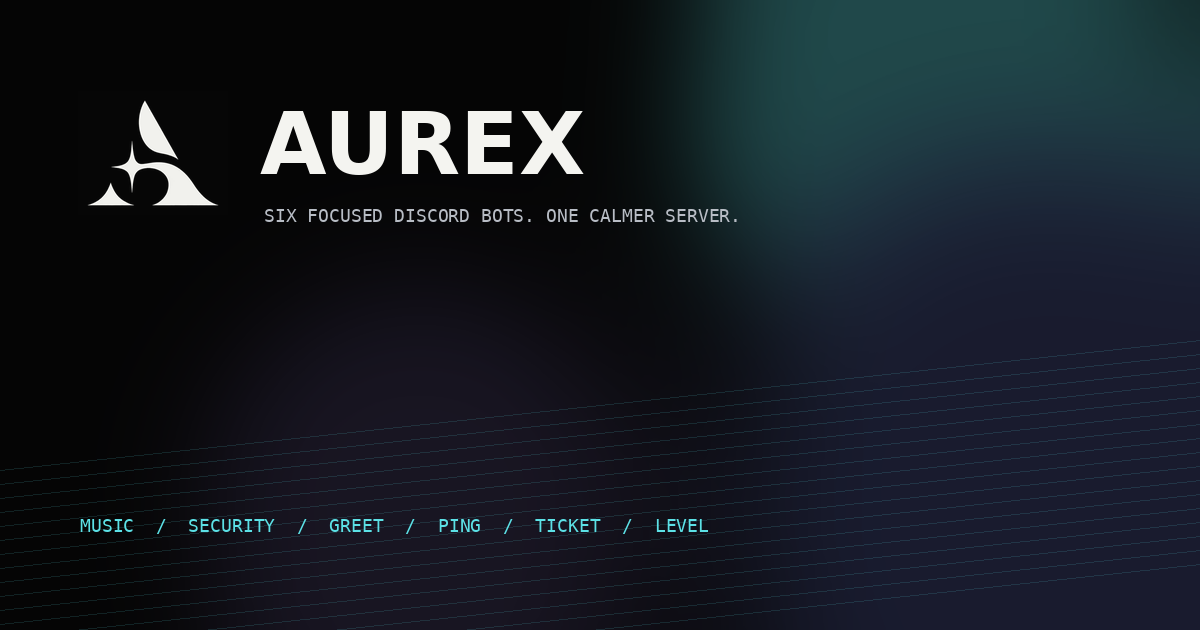 AUREX
SIX FOCUSED DISCORD BOTS. ONE CALMER SERVER.
MUSIC / SECURITY / GREET / PING / TICKET / LEVEL